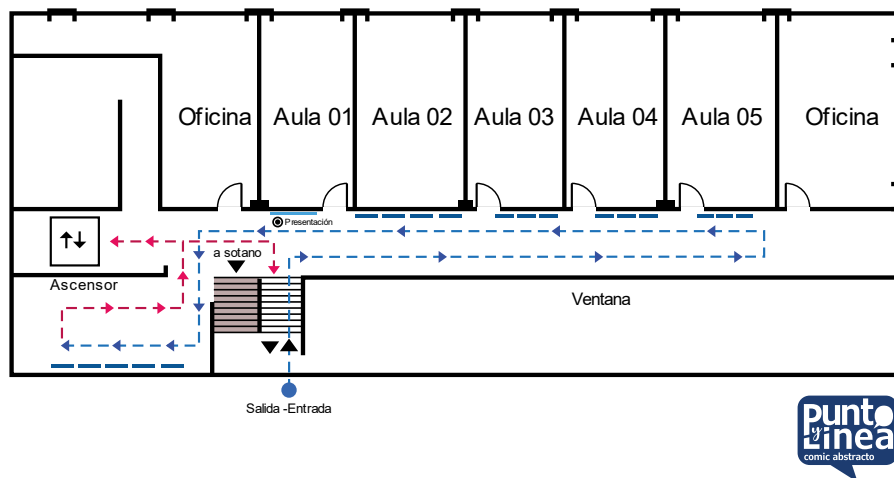 Oficina
Aula 01
Aula 02
Aula 03
Aula 04
Aula 05
Oficina
Presentación
a sotano
Ascensor
Ventana
Salida -Entrada
punto
y Línea
comic abstracto